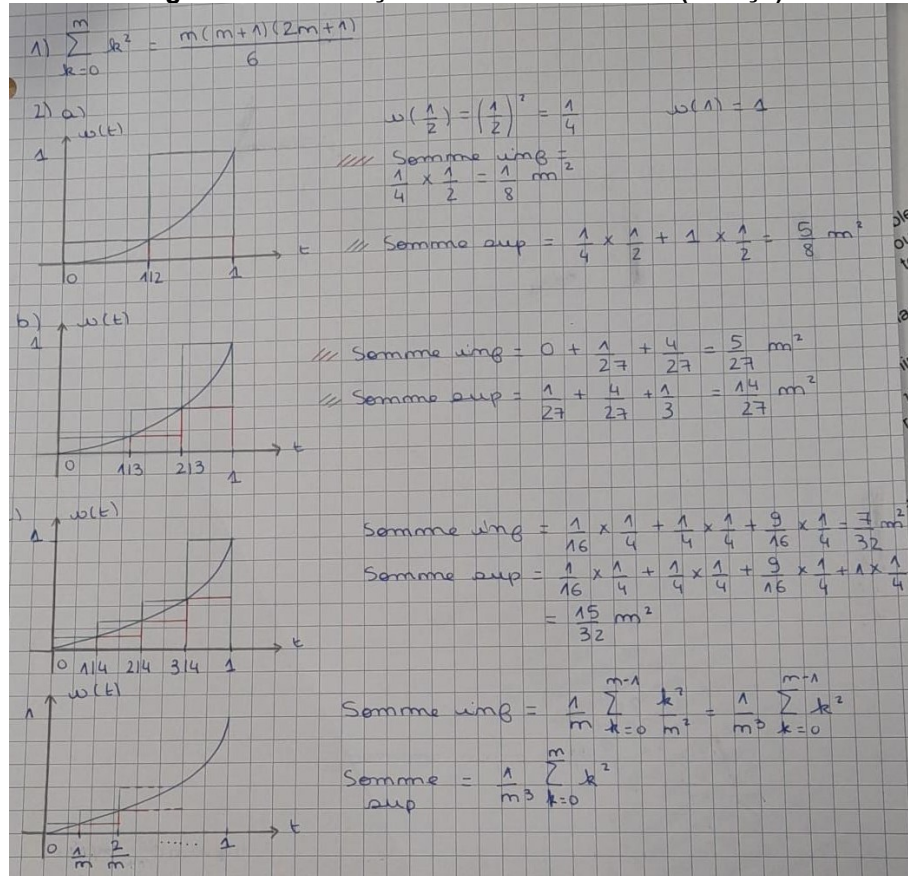 1) m ∑ k=0 k² = m(m+1)(2m+1) / 6
2) a)
v(t)
1
0 1/2 1
t
v(1/2) = (1/2)² = 1/4 v(1) = 1
//// Somme inf =
1/4 × 1/2 = 1/8 m²
// Somme sup = 1/4 × 1/2 + 1 × 1/2 = 5/8 m²
b)
v(t)
1
0 1/3 2/3 1
t
/// Somme inf = 0 + 1/27 + 4/27 = 5/27 m²
// Somme sup = 1/27 + 4/27 + 1/3 = 14/27 m²
)
v(t)
1
0 1/4 2/4 3/4 1
t
Somme inf = 1/16 × 1/4 + 1/4 × 1/4 + 9/16 × 1/4 = 7/32 m²
Somme sup = 1/16 × 1/4 + 1/4 × 1/4 + 9/16 × 1/4 + 1 × 1/4
= 15/32 m²
v(t)
1
0 1/m 2/m ...... 1
t
Somme inf = 1/m m-1 ∑ k=0 k²/m² = 1/m³ m-1 ∑ k=0 k²
Somme = 1/m³ m ∑ k=0 k²
sup